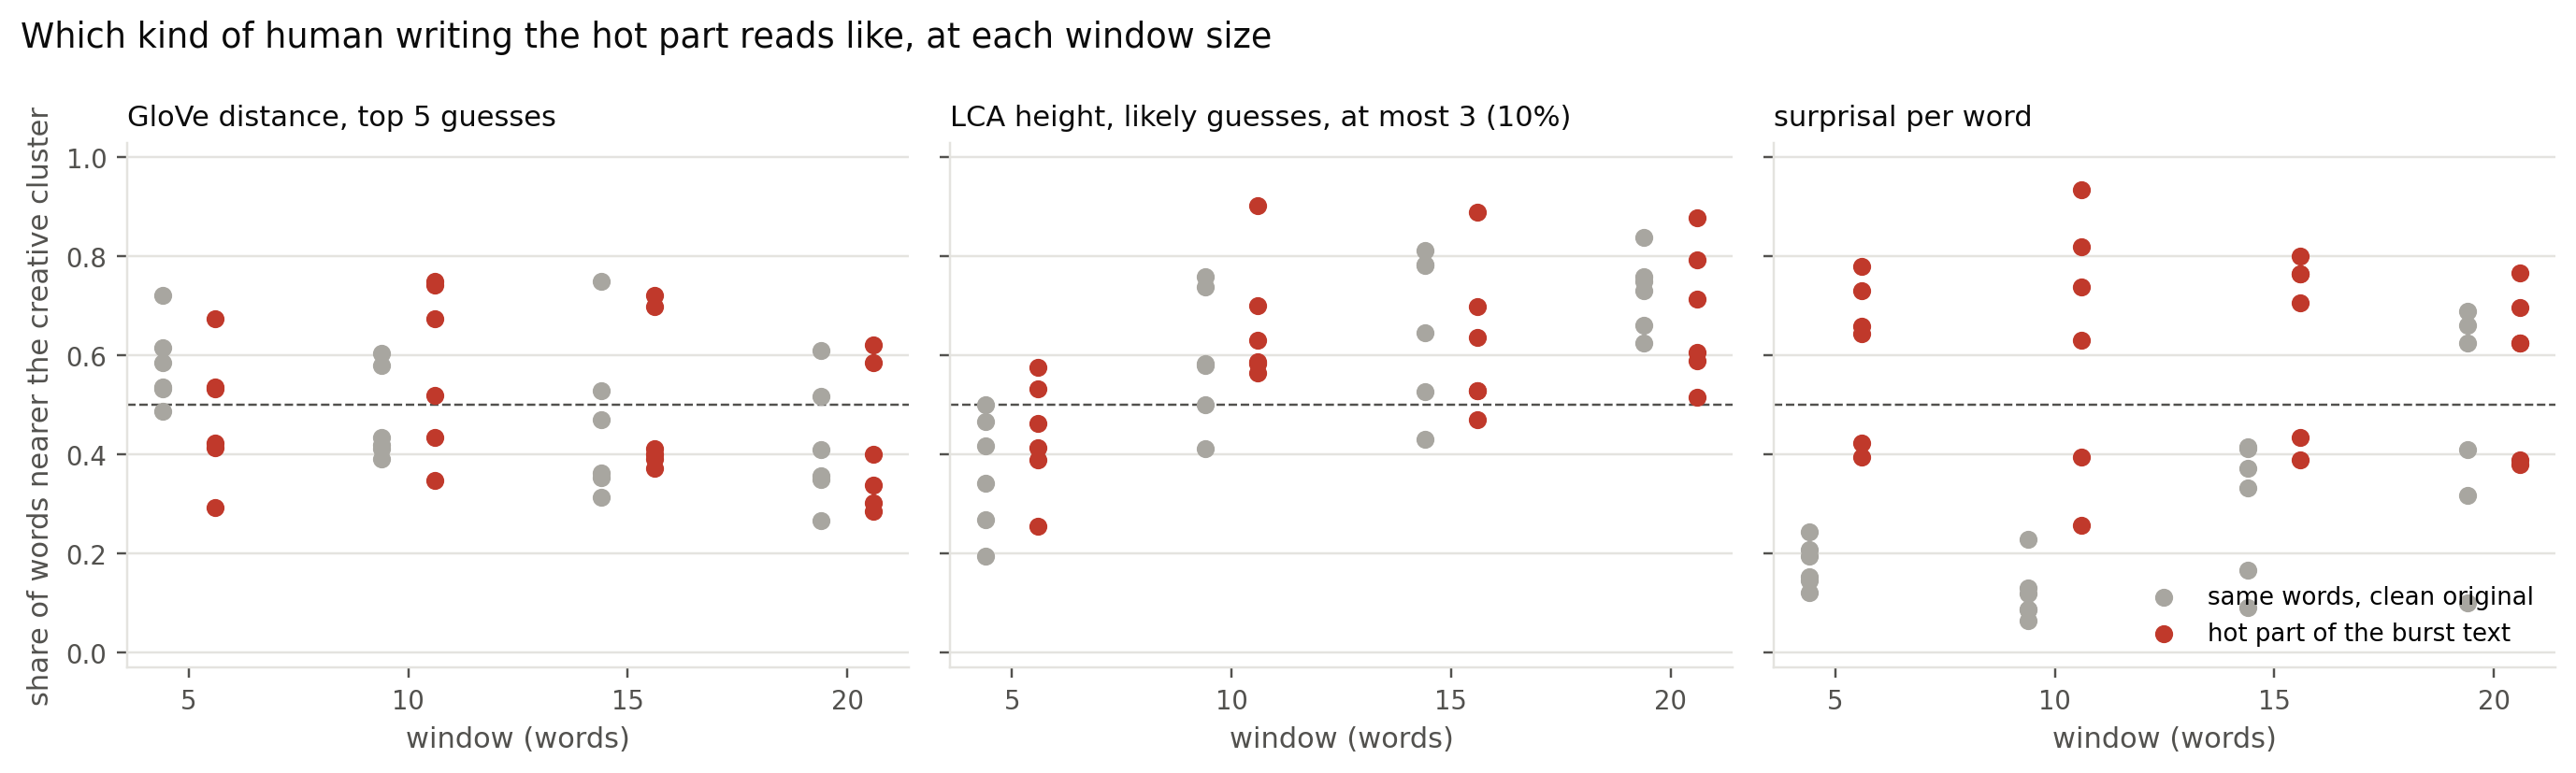 Which kind of human writing the hot part reads like, at each window size
GloVe distance, top 5 guesses
LCA height, likely guesses, at most 3 (10%)
surprisal per word
share of words nearer the creative cluster
1.0
0.8
0.6
0.4
0.2
0.0
same words, clean original
hot part of the burst text
5 10 15 20
5 10 15 20
5 10 15 20
window (words)
window (words)
window (words)